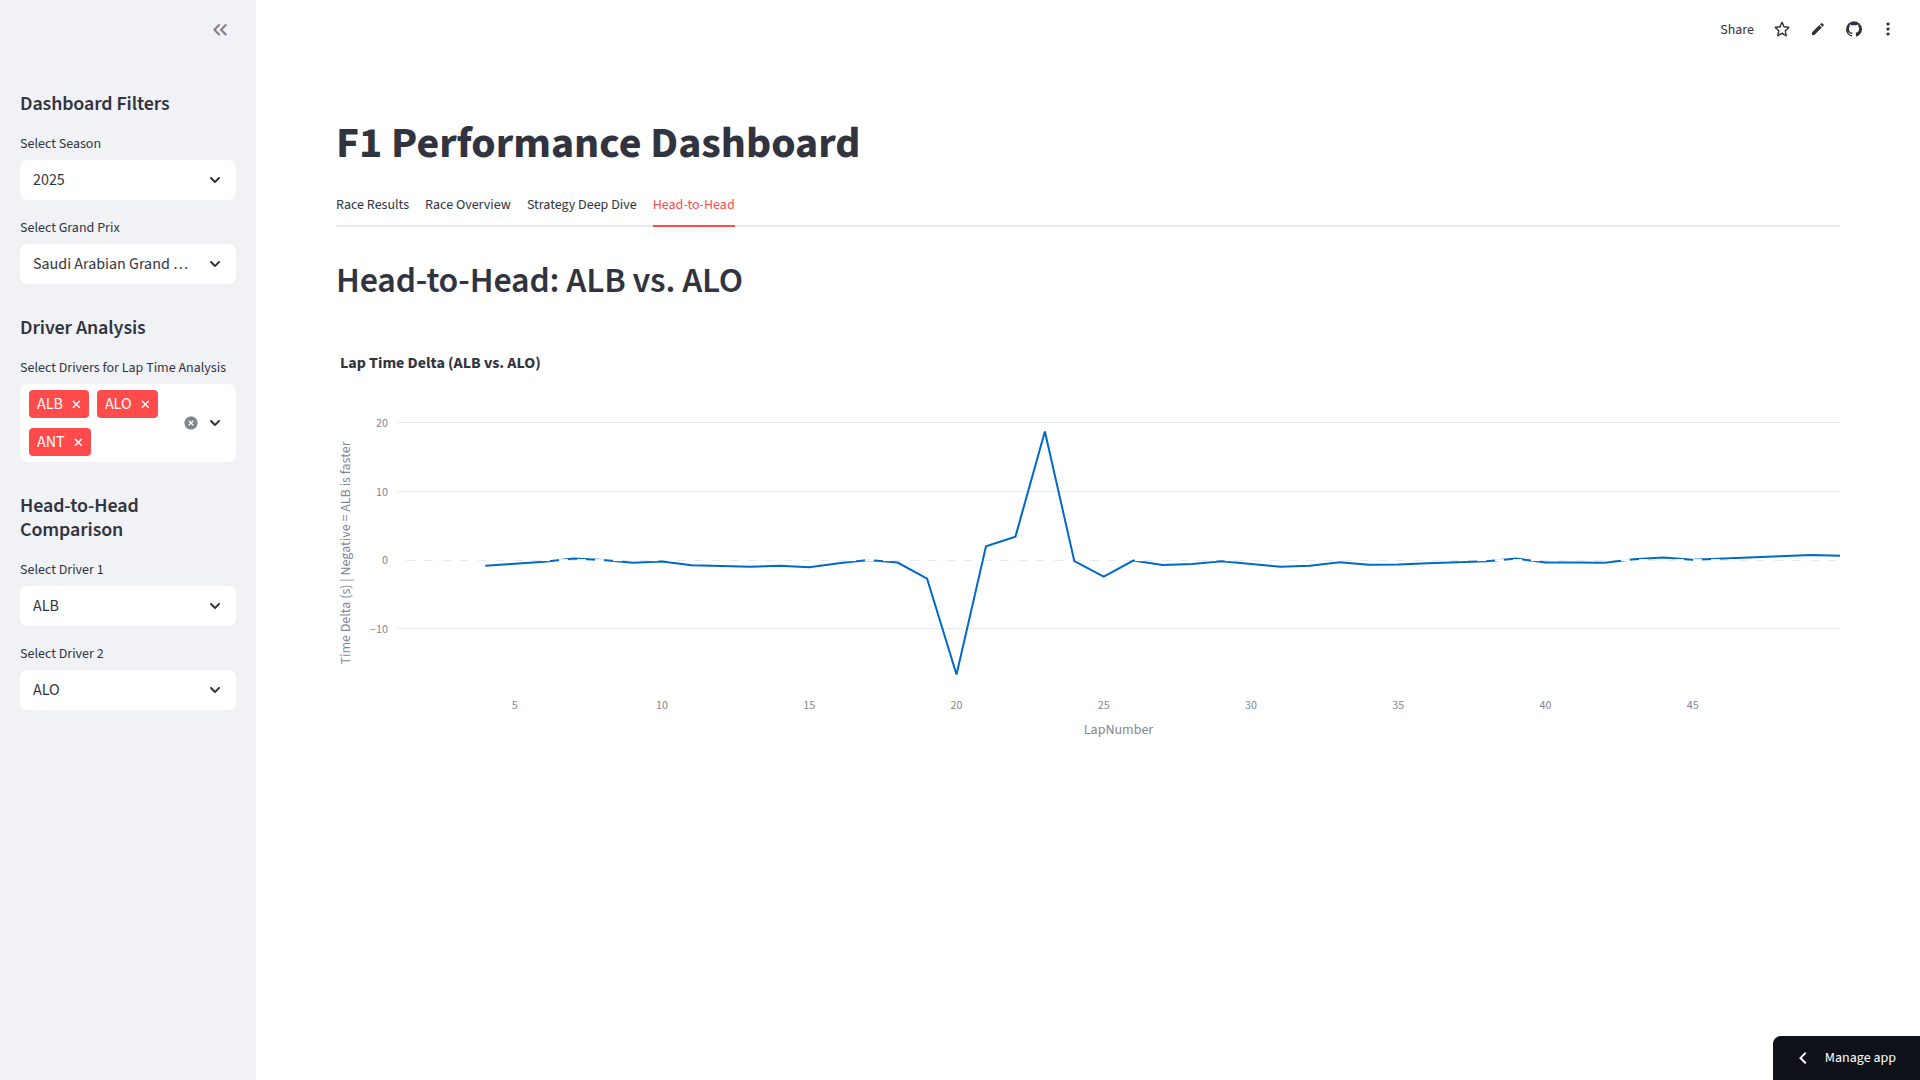 Share
Dashboard Filters
Select Season
2025
Select Grand Prix
Saudi Arabian Grand ...
Driver Analysis
Select Drivers for Lap Time Analysis
ALB
ALO
ANT
Head-to-Head
Comparison
Select Driver 1
ALB
Select Driver 2
ALO
F1 Performance Dashboard
Race Results Race Overview Strategy Deep Dive Head-to-Head
Head-to-Head: ALB vs. ALO
Lap Time Delta (ALB vs. ALO)
Time Delta (s) | Negative = ALB is faster
20
10
0
−10
5 10 15 20 25 30 35 40 45
LapNumber
Manage app